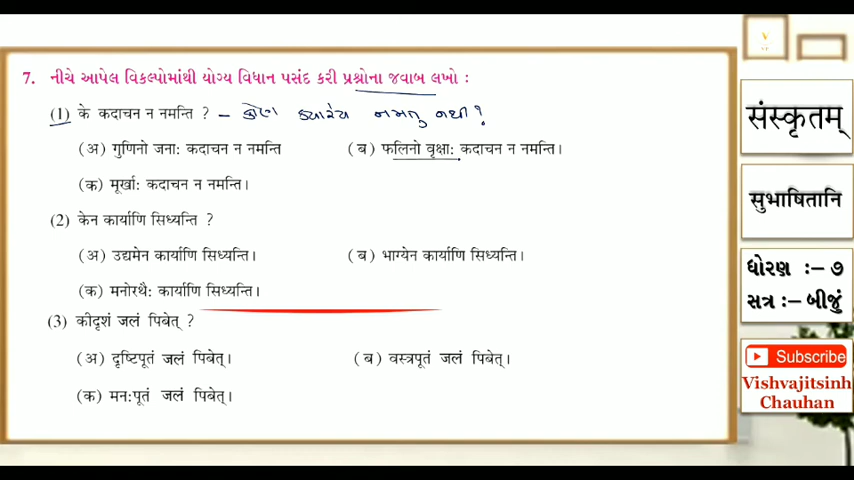 7. નીચે આપેલ વિકલ્પોમાંથી યોગ્ય વિધાન પસંદ કરી પ્રશ્નોના જવાબ લખો :
(1) के कदाचन न नमन्ति ? - કોણ ક્યારેય નમતુ નથી ?
(अ) गुणिनो जना: कदाचन न नमन्ति (ब) फलिनो वृक्षा: कदाचन न नमन्ति।
(क) मूर्खा: कदाचन न नमन्ति।
(2) केन कार्याणि सिध्यन्ति ?
(अ) उद्यमेन कार्याणि सिध्यन्ति। (ब) भाग्येन कार्याणि सिध्यन्ति।
(क) मनोरथै: कार्याणि सिध्यन्ति।
(3) कीदृशं जलं पिबेत् ?
(अ) दृष्टिपूतं जलं पिबेत्। (ब) वस्त्रपूतं जलं पिबेत्।
(क) मन:पूतं जलं पिबेत्।
संस्कृतम्
सुभाषितानि
ધોરણ :- ૭
સત્ર :- બીજું
Subscribe
Vishvajitsinh
Chauhan